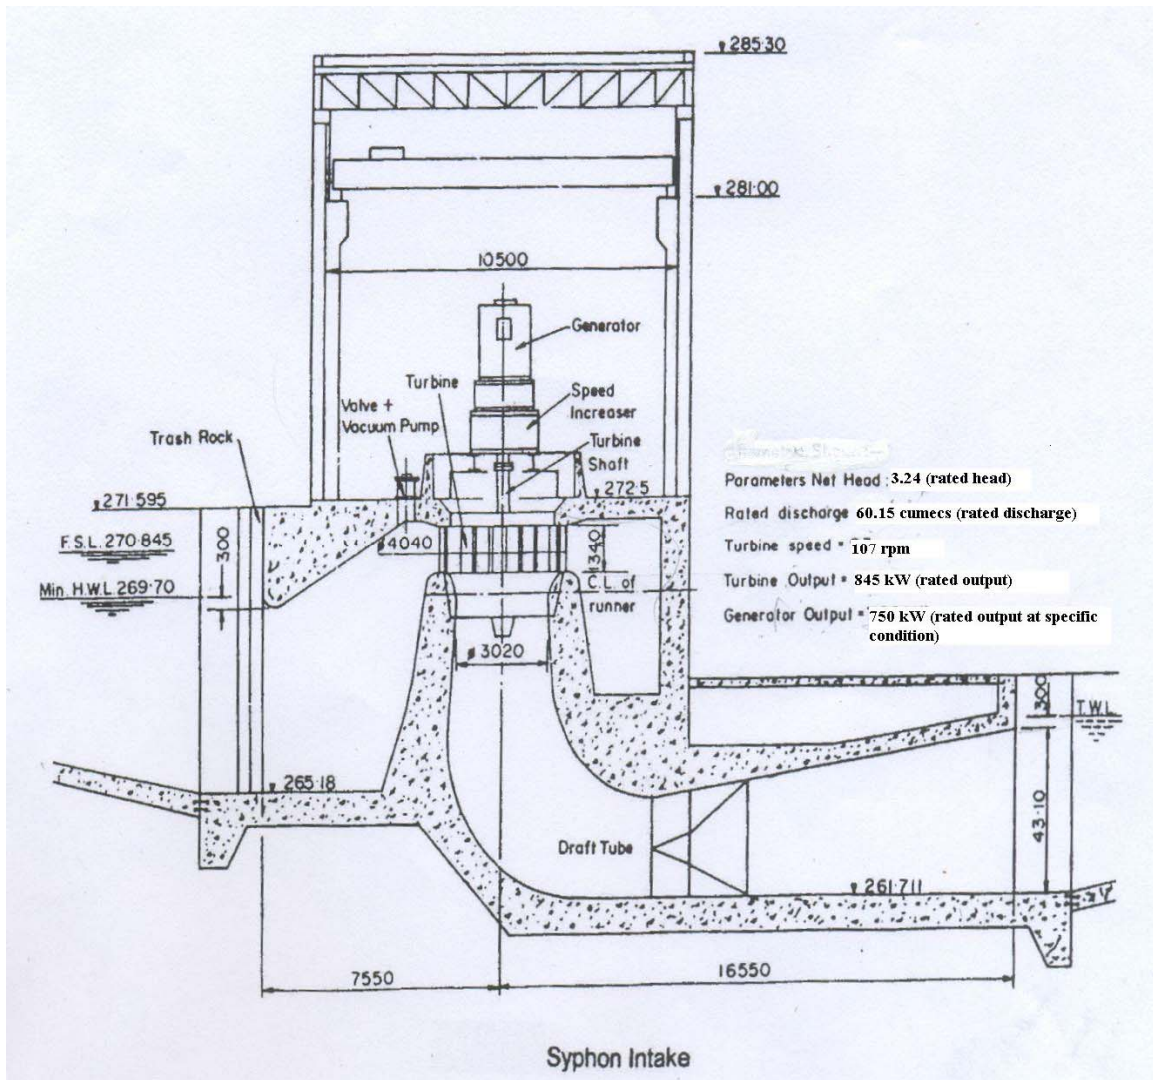 285·30
281·00
10500
Generator
Turbine
Speed
Increaser
Valve +
Vacuum Pump
Trash Rock
Turbine
Shaft
271·595
272·5
F.S.L. 270·845
300
4040
1340
Min. H.W.L 269·70
C.L. of
runner
ø 3020
Parameters Net Head : 3.24 (rated head)
Rated discharge 60.15 cumecs (rated discharge)
Turbine speed = 107 rpm
Turbine Output = 845 kW (rated output)
Generator Output = 750 kW (rated output at specific
condition)
300
T.W.L.
265·18
Draft Tube
43·10
261·711
7550
16550
Syphon Intake